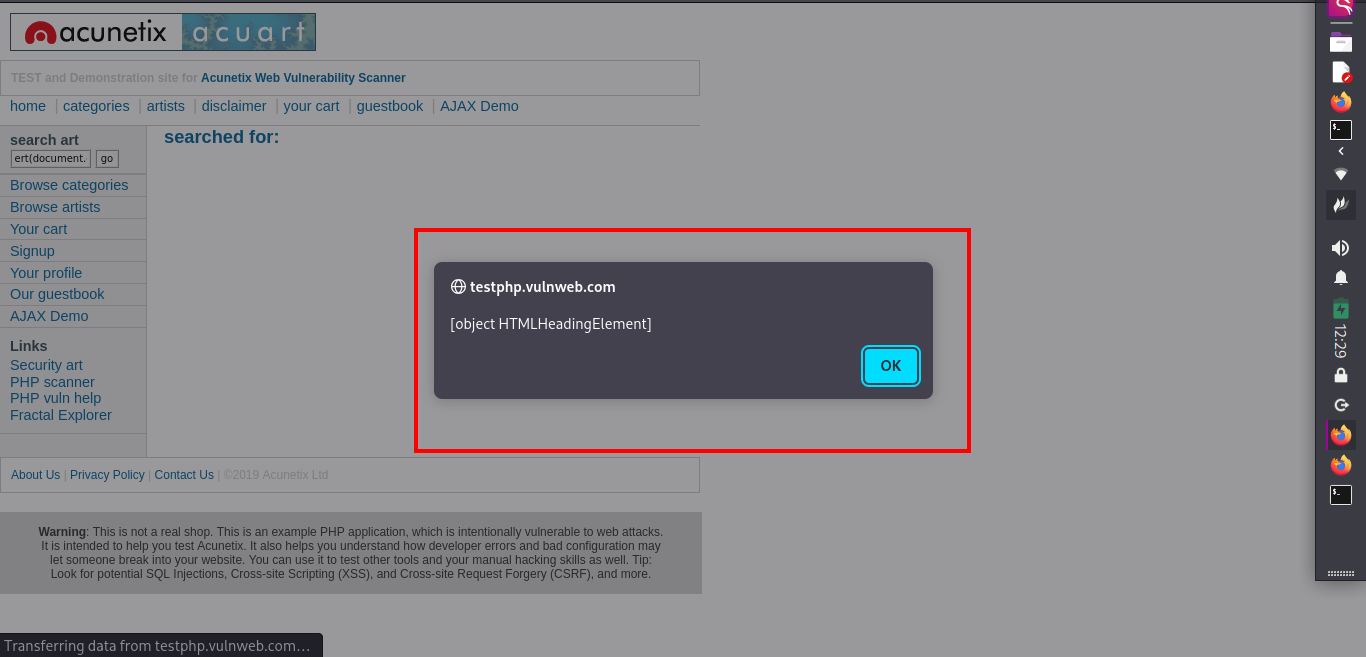 acunetix acuart
TEST and Demonstration site for Acunetix Web Vulnerability Scanner
home | categories | artists | disclaimer | your cart | guestbook | AJAX Demo
search art
ert(document. go
Browse categories
Browse artists
Your cart
Signup
Your profile
Our guestbook
AJAX Demo
Links
Security art
PHP scanner
PHP vuln help
Fractal Explorer
searched for:
testphp.vulnweb.com
[object HTMLHeadingElement]
OK
About Us | Privacy Policy | Contact Us | ©2019 Acunetix Ltd
Warning: This is not a real shop. This is an example PHP application, which is intentionally vulnerable to web attacks.
It is intended to help you test Acunetix. It also helps you understand how developer errors and bad configuration may
let someone break into your website. You can use it to test other tools and your manual hacking skills as well. Tip:
Look for potential SQL Injections, Cross-site Scripting (XSS), and Cross-site Request Forgery (CSRF), and more.
Transferring data from testphp.vulnweb.com…
12:29